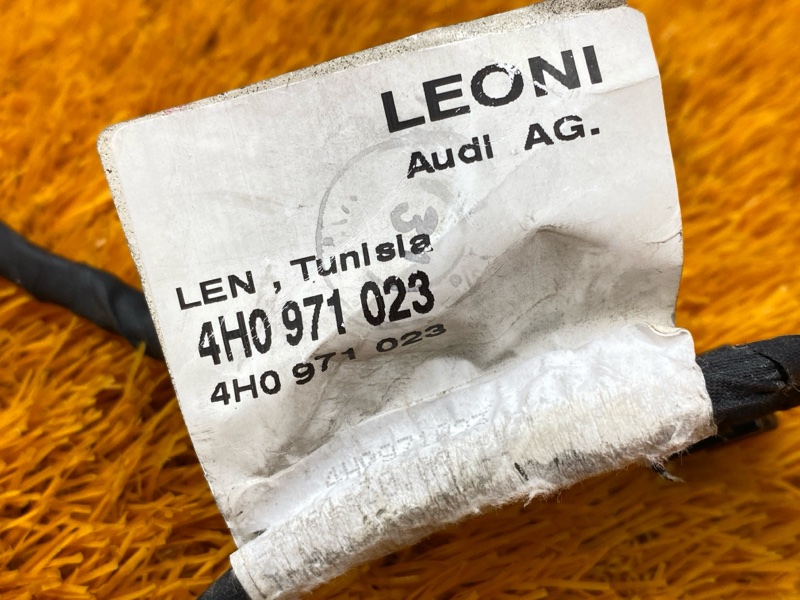 LEONI
Audi AG.
LEN , Tunisia
4H0 971 023
4H0 971 023